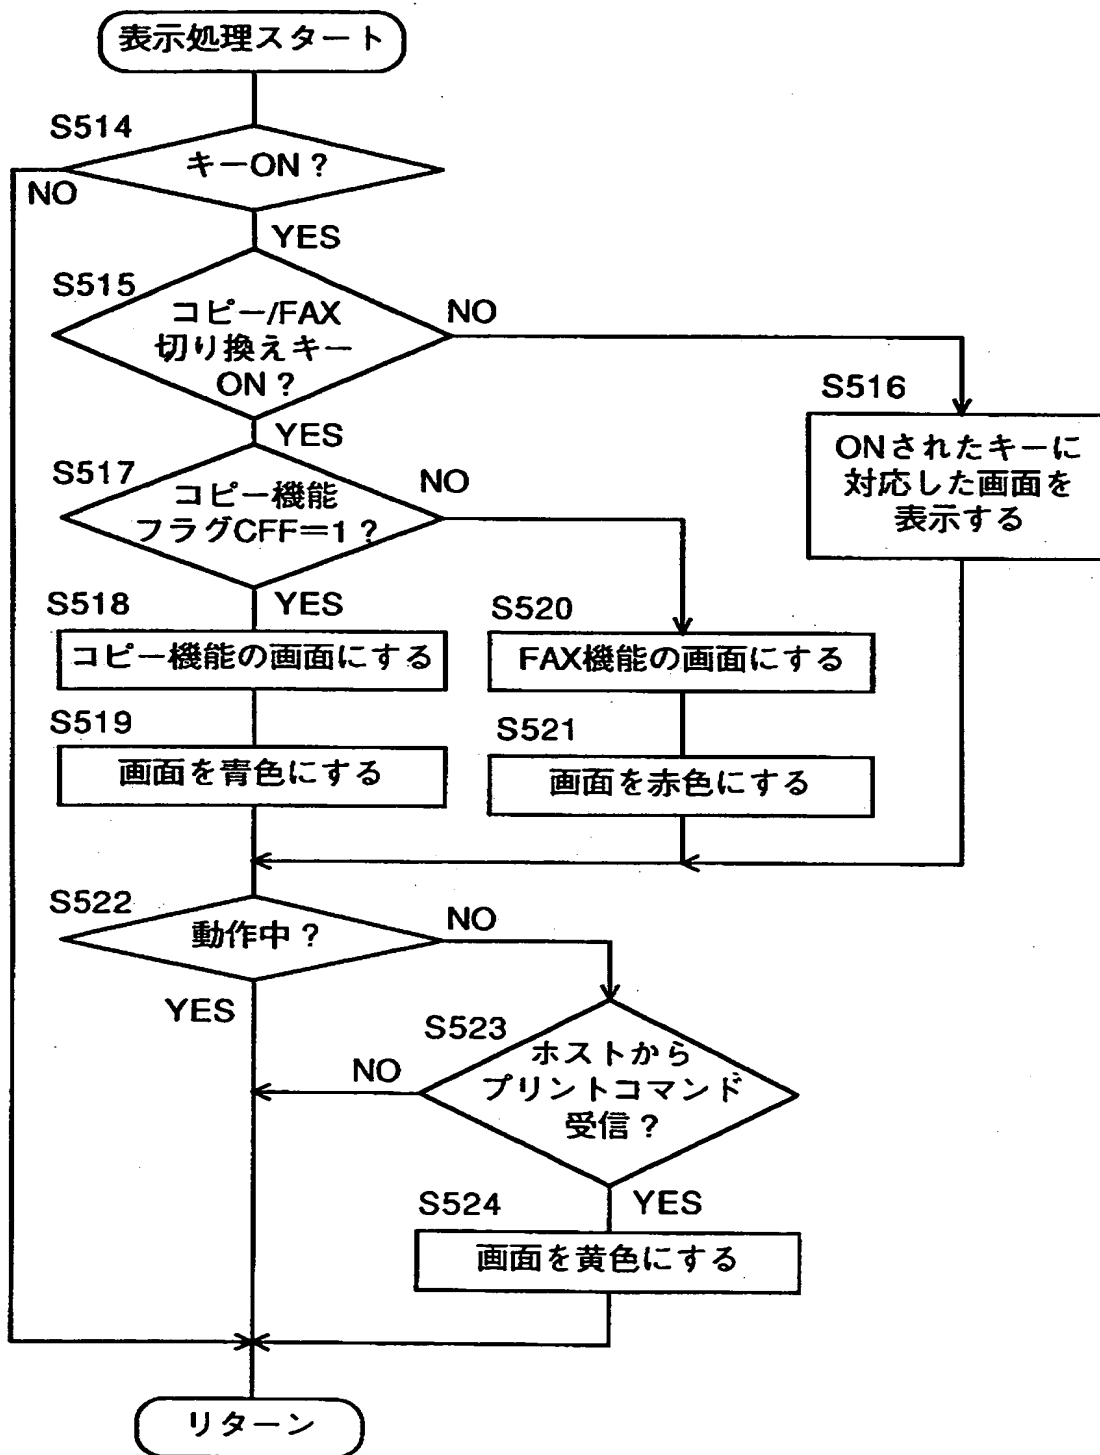 表示処理スタート
S514
キーON？
NO
YES
S515
コピー/FAX
切り換えキー
ON？
NO
YES
S516
ONされたキーに
対応した画面を
表示する
S517
コピー機能
フラグCFF＝1？
NO
YES
S518
コピー機能の画面にする
S520
FAX機能の画面にする
S519
画面を青色にする
S521
画面を赤色にする
S522
動作中？
NO
YES
S523
ホストから
プリントコマンド
受信？
NO
YES
S524
画面を黄色にする
リターン